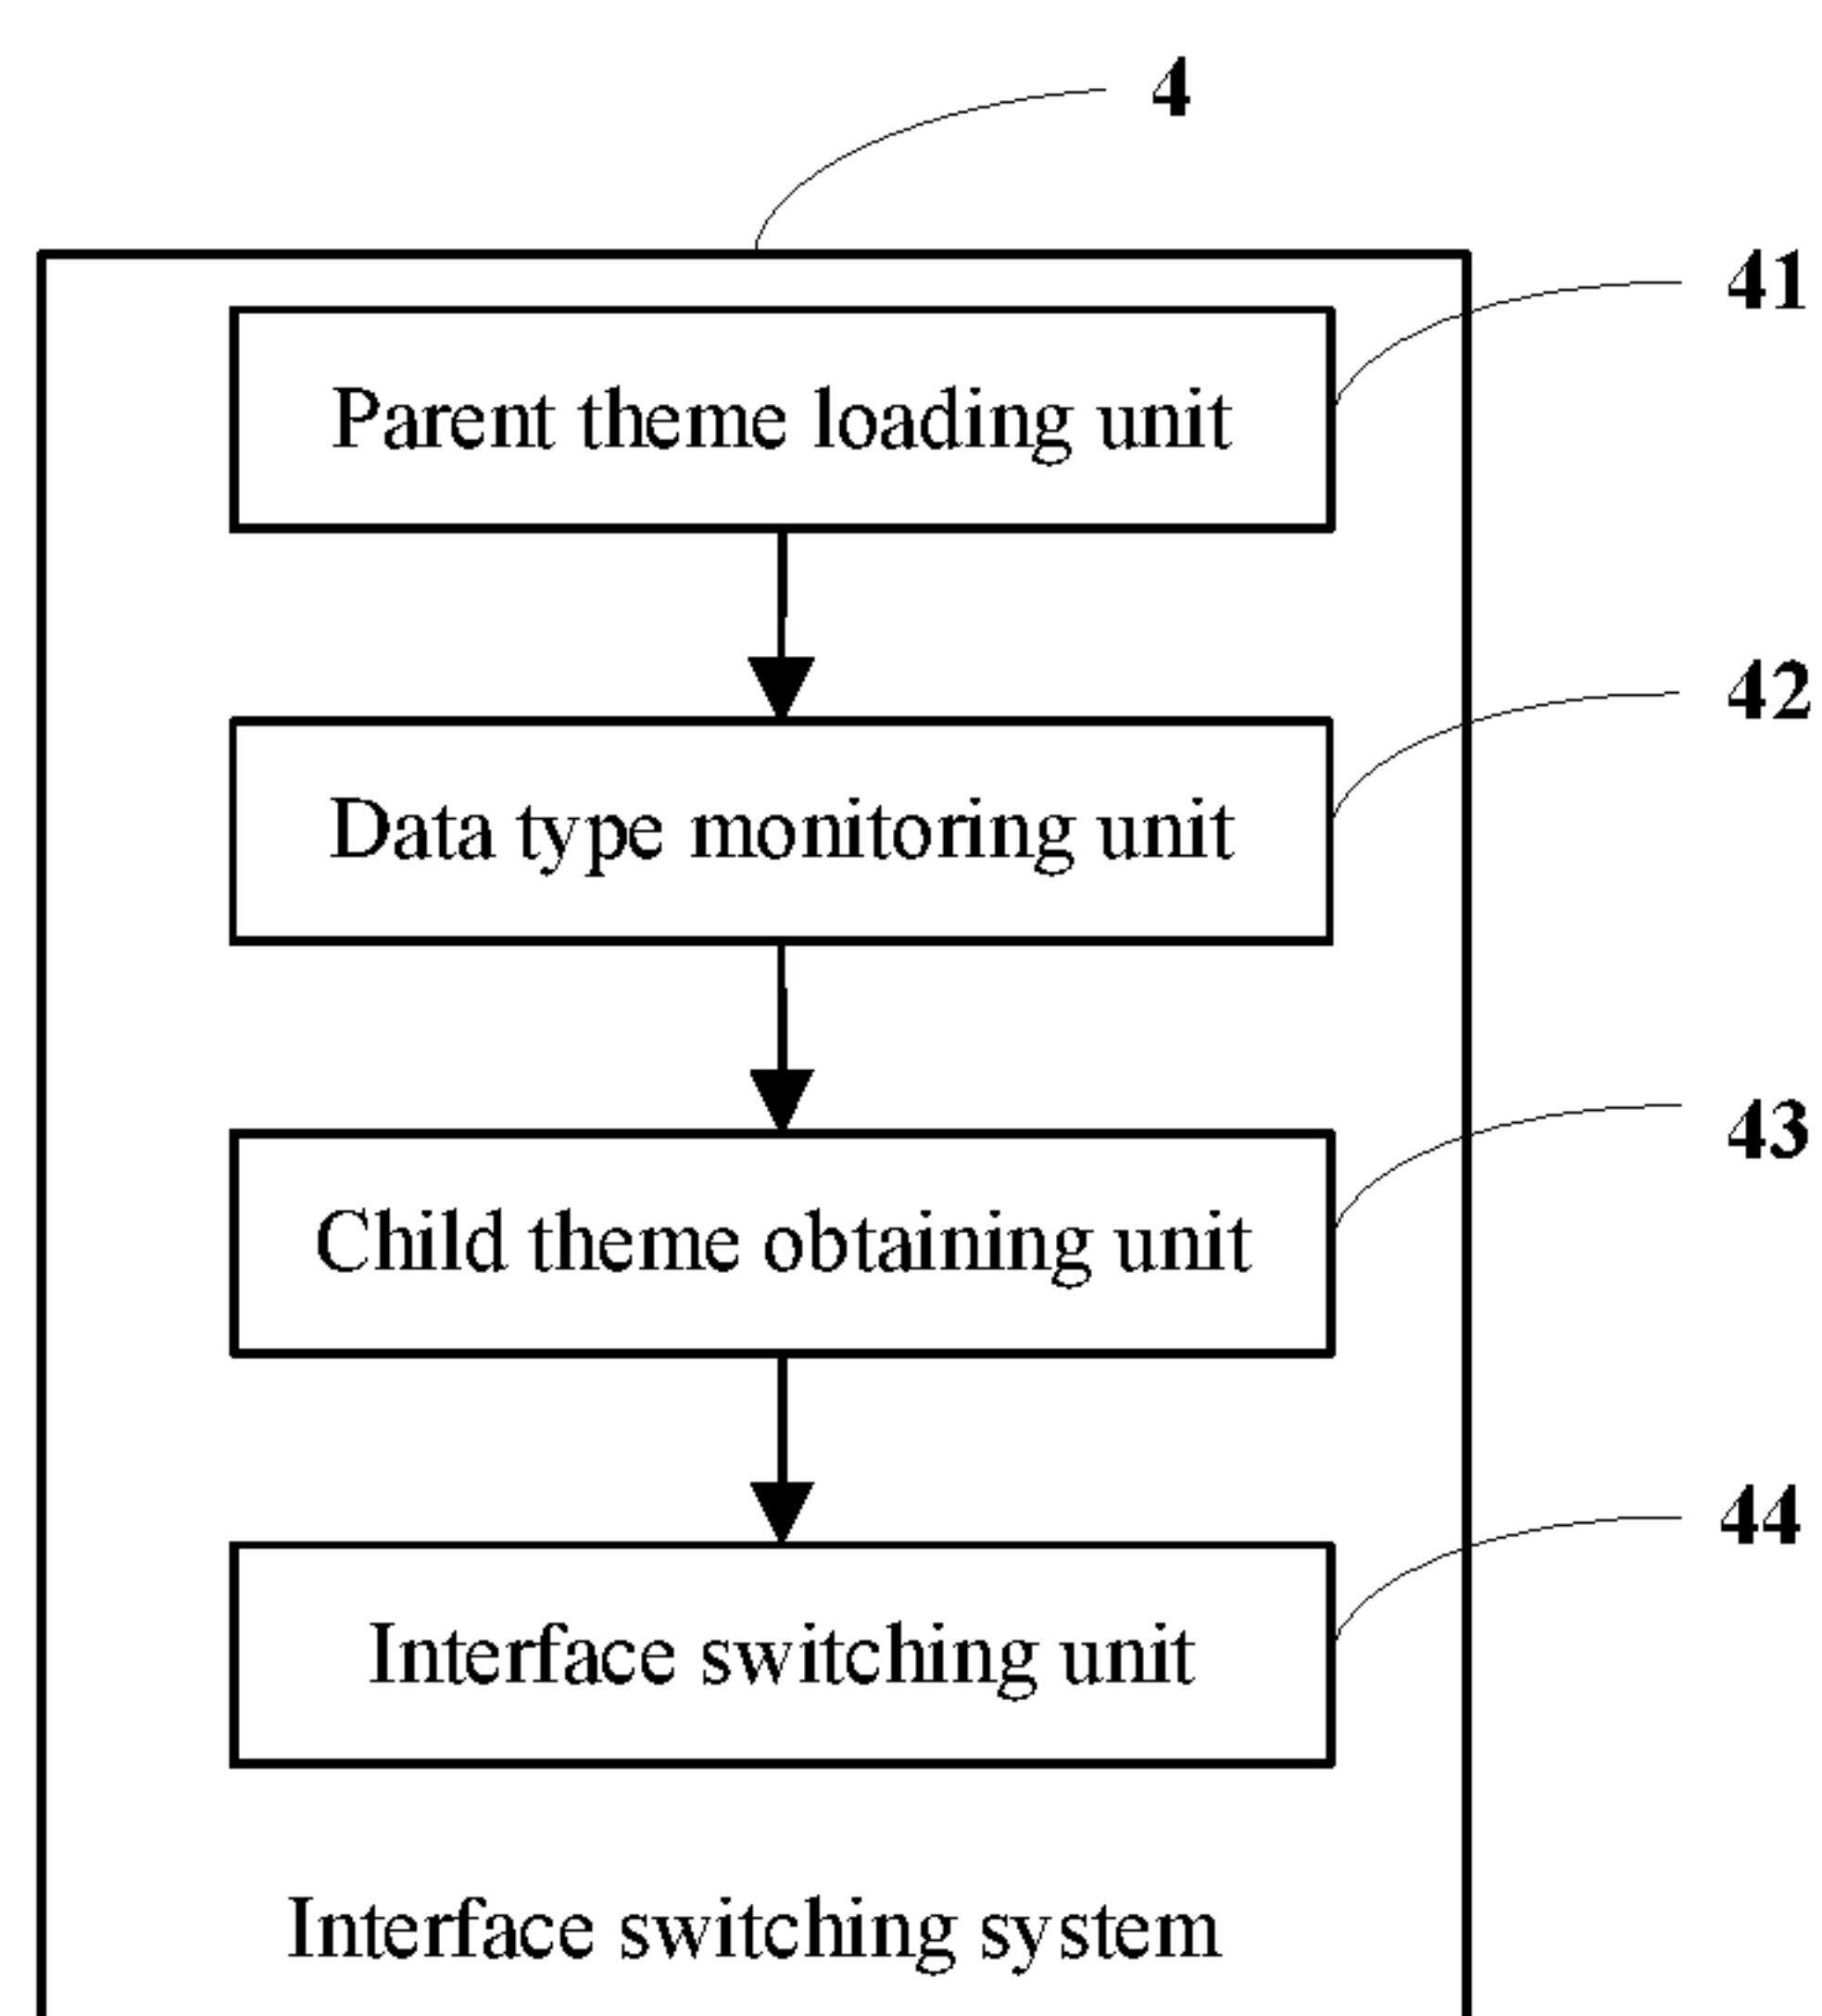 4
41
Parent theme loading unit
42
Data type monitoring unit
43
Child theme obtaining unit
44
Interface switching unit
Interface switching system